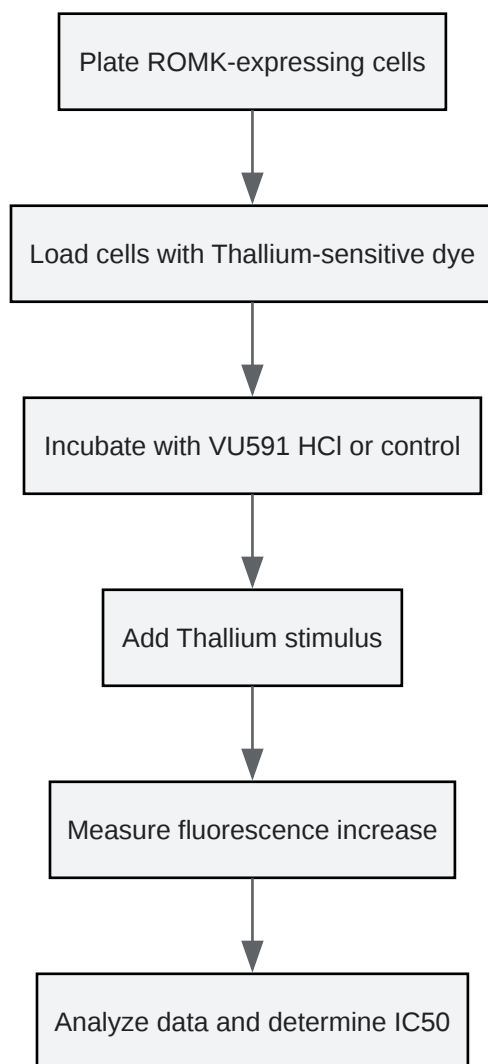 Plate ROMK-expressing cells
Load cells with Thallium-sensitive dye
Incubate with VU591 HCl or control
Add Thallium stimulus
Measure fluorescence increase
Analyze data and determine IC50